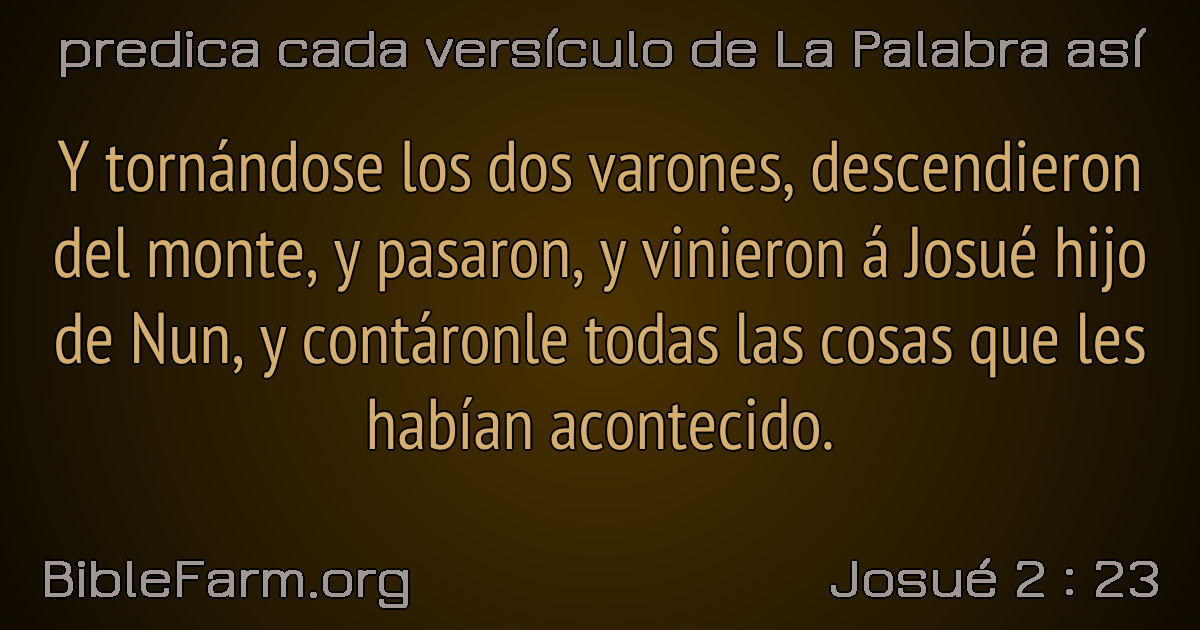 predica cada versículo de La Palabra así
Y tornándose los dos varones, descendieron
del monte, y pasaron, y vinieron á Josué hijo
de Nun, y contáronle todas las cosas que les
habían acontecido.
BibleFarm.org
Josué 2 : 23